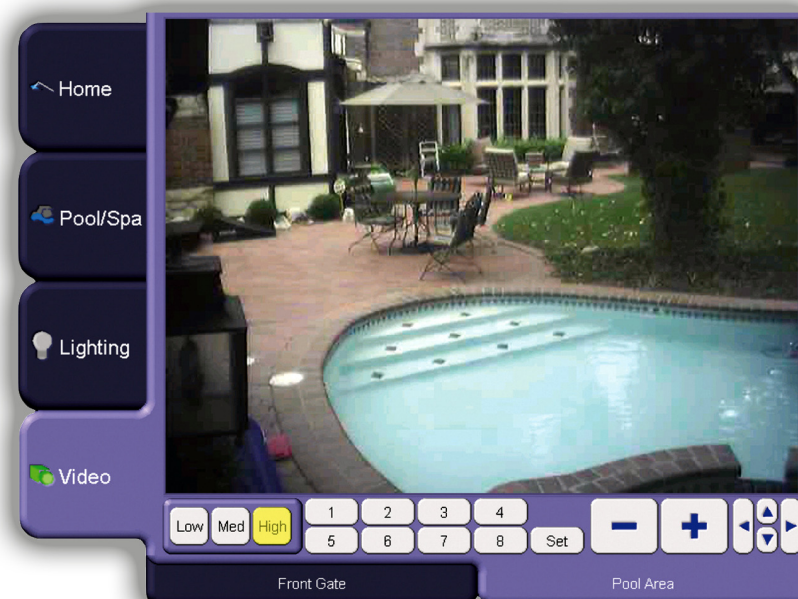 Home
Pool/Spa
Lighting
Video
Low Med High 1 2 3 4
5 6 7 8 Set
Front Gate Pool Area